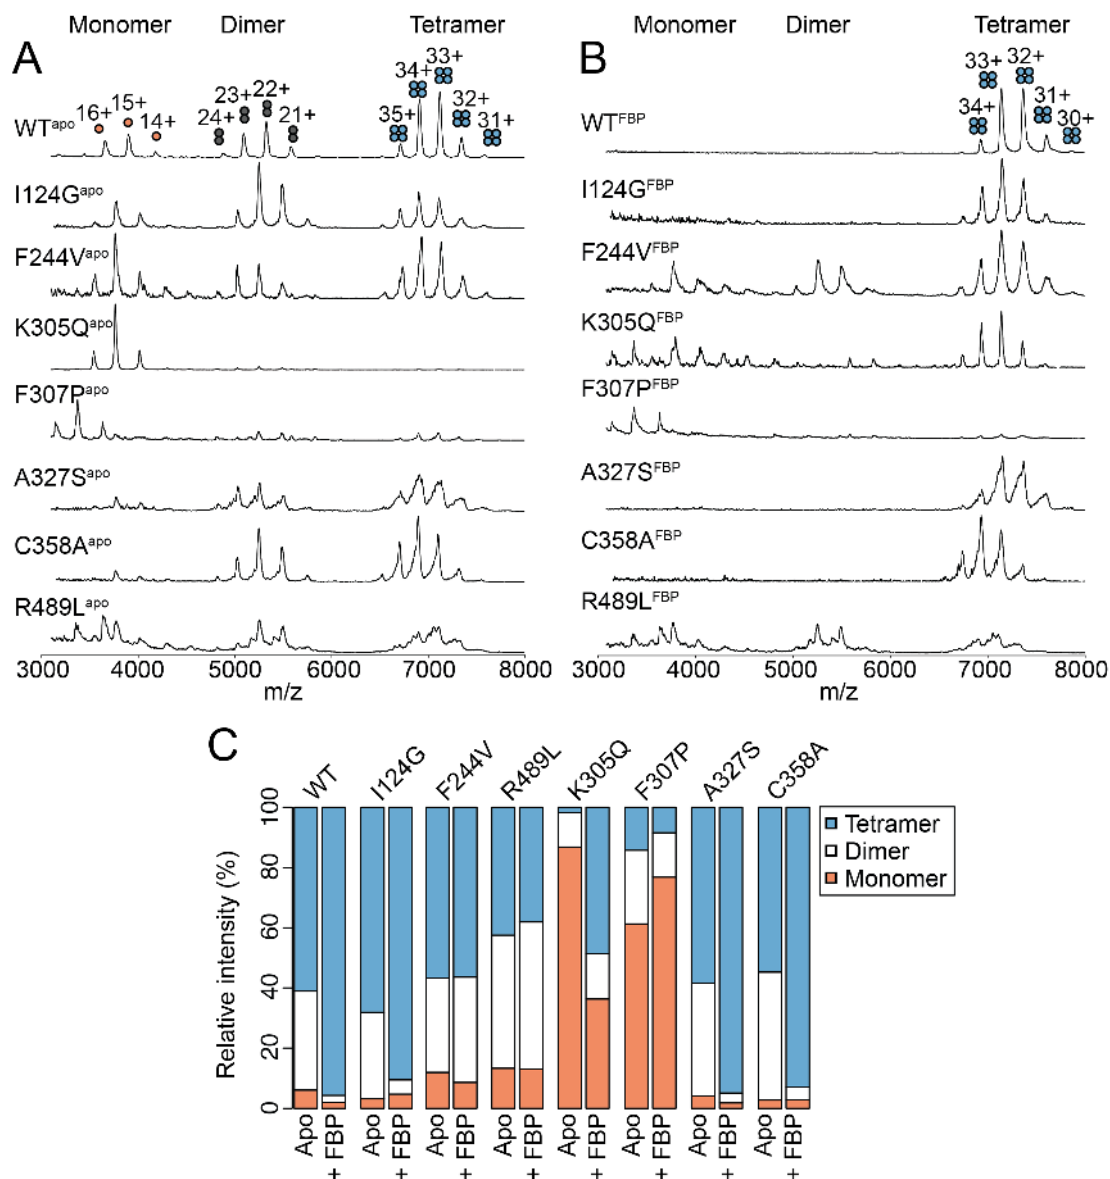 Monomer Dimer Tetramer
A
16+ 15+ 14+ 24+ 23+ 22+ 21+ 35+ 34+ 33+ 32+ 31+
WTapo
I124Gapo
F244Vapo
K305Qapo
F307Papo
A327Sapo
C358Aapo
R489Lapo
3000 4000 5000 6000 7000 8000
m/z
Monomer Dimer Tetramer
B
34+ 33+ 32+ 31+ 30+
WTFBP
I124GFBP
F244VFBP
K305QFBP
F307PFBP
A327SFBP
C358AFBP
R489LFBP
3000 4000 5000 6000 7000 8000
m/z
C
WT I124G F244V R489L K305Q F307P A327S C358A
Relative intensity (%)
100
80
60
40
20
0
Tetramer
Dimer
Monomer
Apo + FBP Apo + FBP Apo + FBP Apo + FBP Apo + FBP Apo + FBP Apo + FBP Apo + FBP